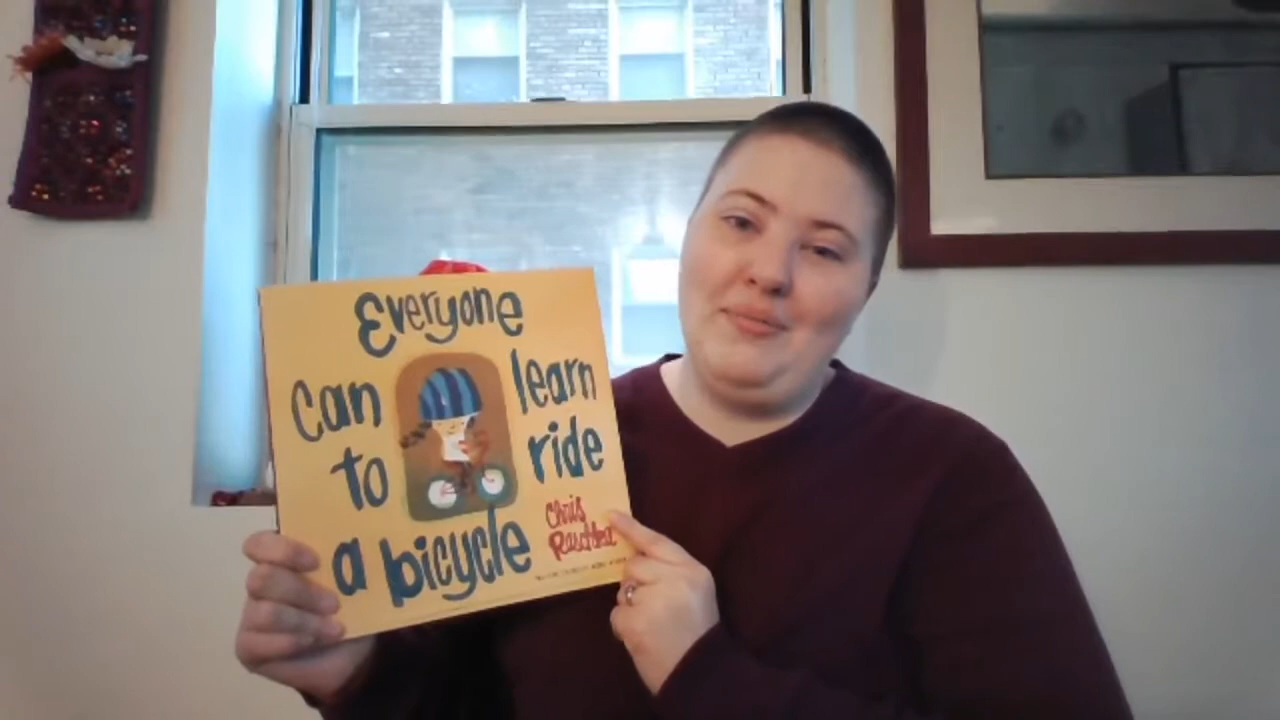 Everyone
Can learn
to ride
a bicycle
Chris
Raschka